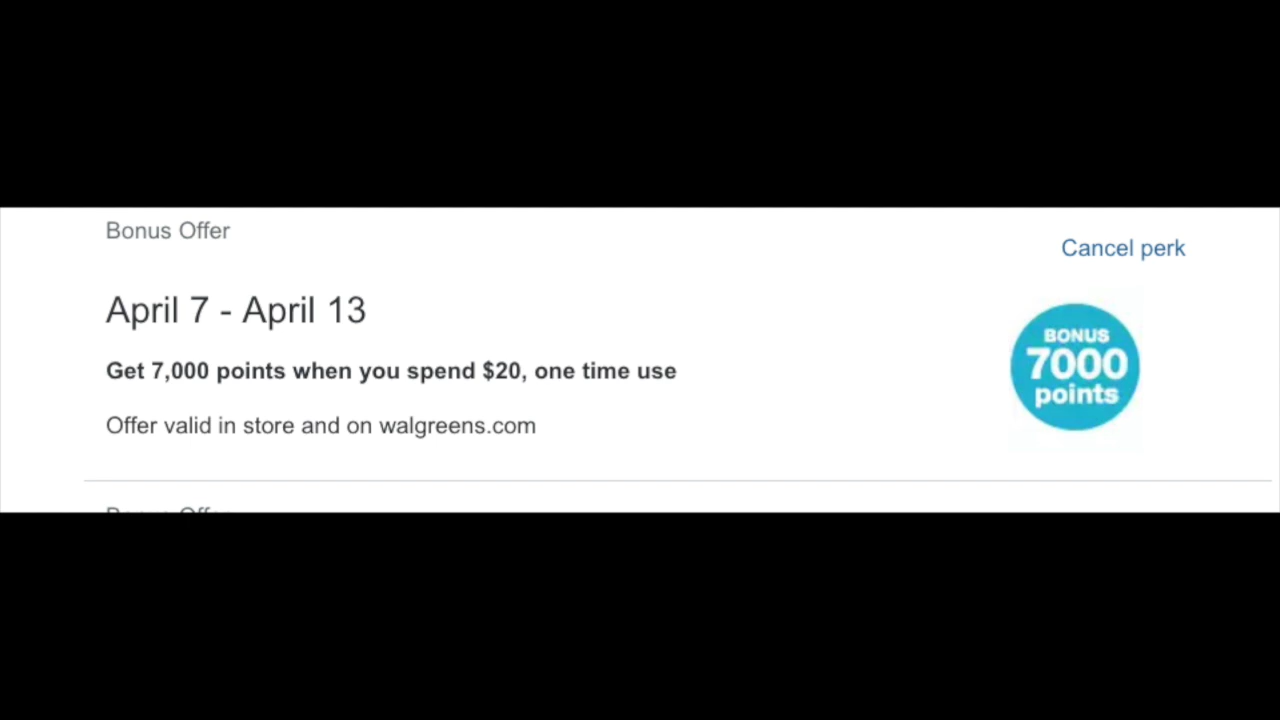 Bonus Offer
Cancel perk
April 7 - April 13
BONUS
7000
points
Get 7,000 points when you spend $20, one time use
Offer valid in store and on walgreens.com